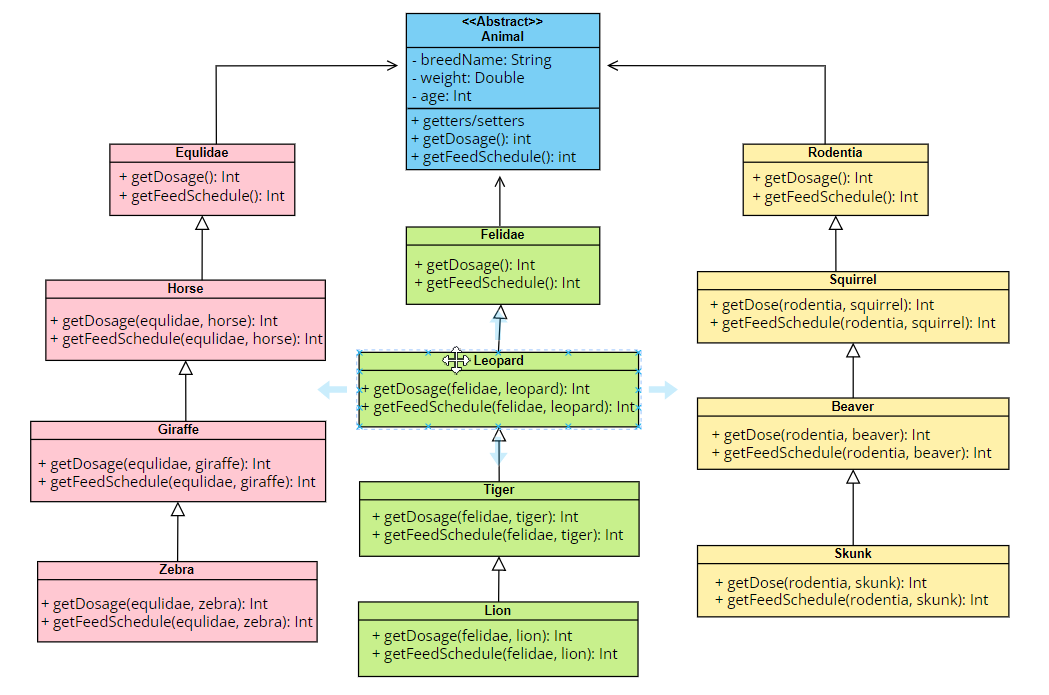 <<Abstract>>
Animal
- breedName: String
- weight: Double
- age: Int
+ getters/setters
+ getDosage(): int
+ getFeedSchedule(): int
Equlidae
+ getDosage(): Int
+ getFeedSchedule(): Int
Horse
+ getDosage(equlidae, horse): Int
+ getFeedSchedule(equlidae, horse): Int
Giraffe
+ getDosage(equlidae, giraffe): Int
+ getFeedSchedule(equlidae, giraffe): Int
Zebra
+ getDosage(equlidae, zebra): Int
+ getFeedSchedule(equlidae, zebra): Int
Felidae
+ getDosage(): Int
+ getFeedSchedule(): Int
Leopard
+ getDosage(felidae, leopard): Int
+ getFeedSchedule(felidae, leopard): Int
Tiger
+ getDosage(felidae, tiger): Int
+ getFeedSchedule(felidae, tiger): Int
Lion
+ getDosage(felidae, lion): Int
+ getFeedSchedule(felidae, lion): Int
Rodentia
+ getDosage(): Int
+ getFeedSchedule(): Int
Squirrel
+ getDose(rodentia, squirrel): Int
+ getFeedSchedule(rodentia, squirrel): Int
Beaver
+ getDose(rodentia, beaver): Int
+ getFeedSchedule(rodentia, beaver): Int
Skunk
+ getDose(rodentia, skunk): Int
+ getFeedSchedule(rodentia, skunk): Int